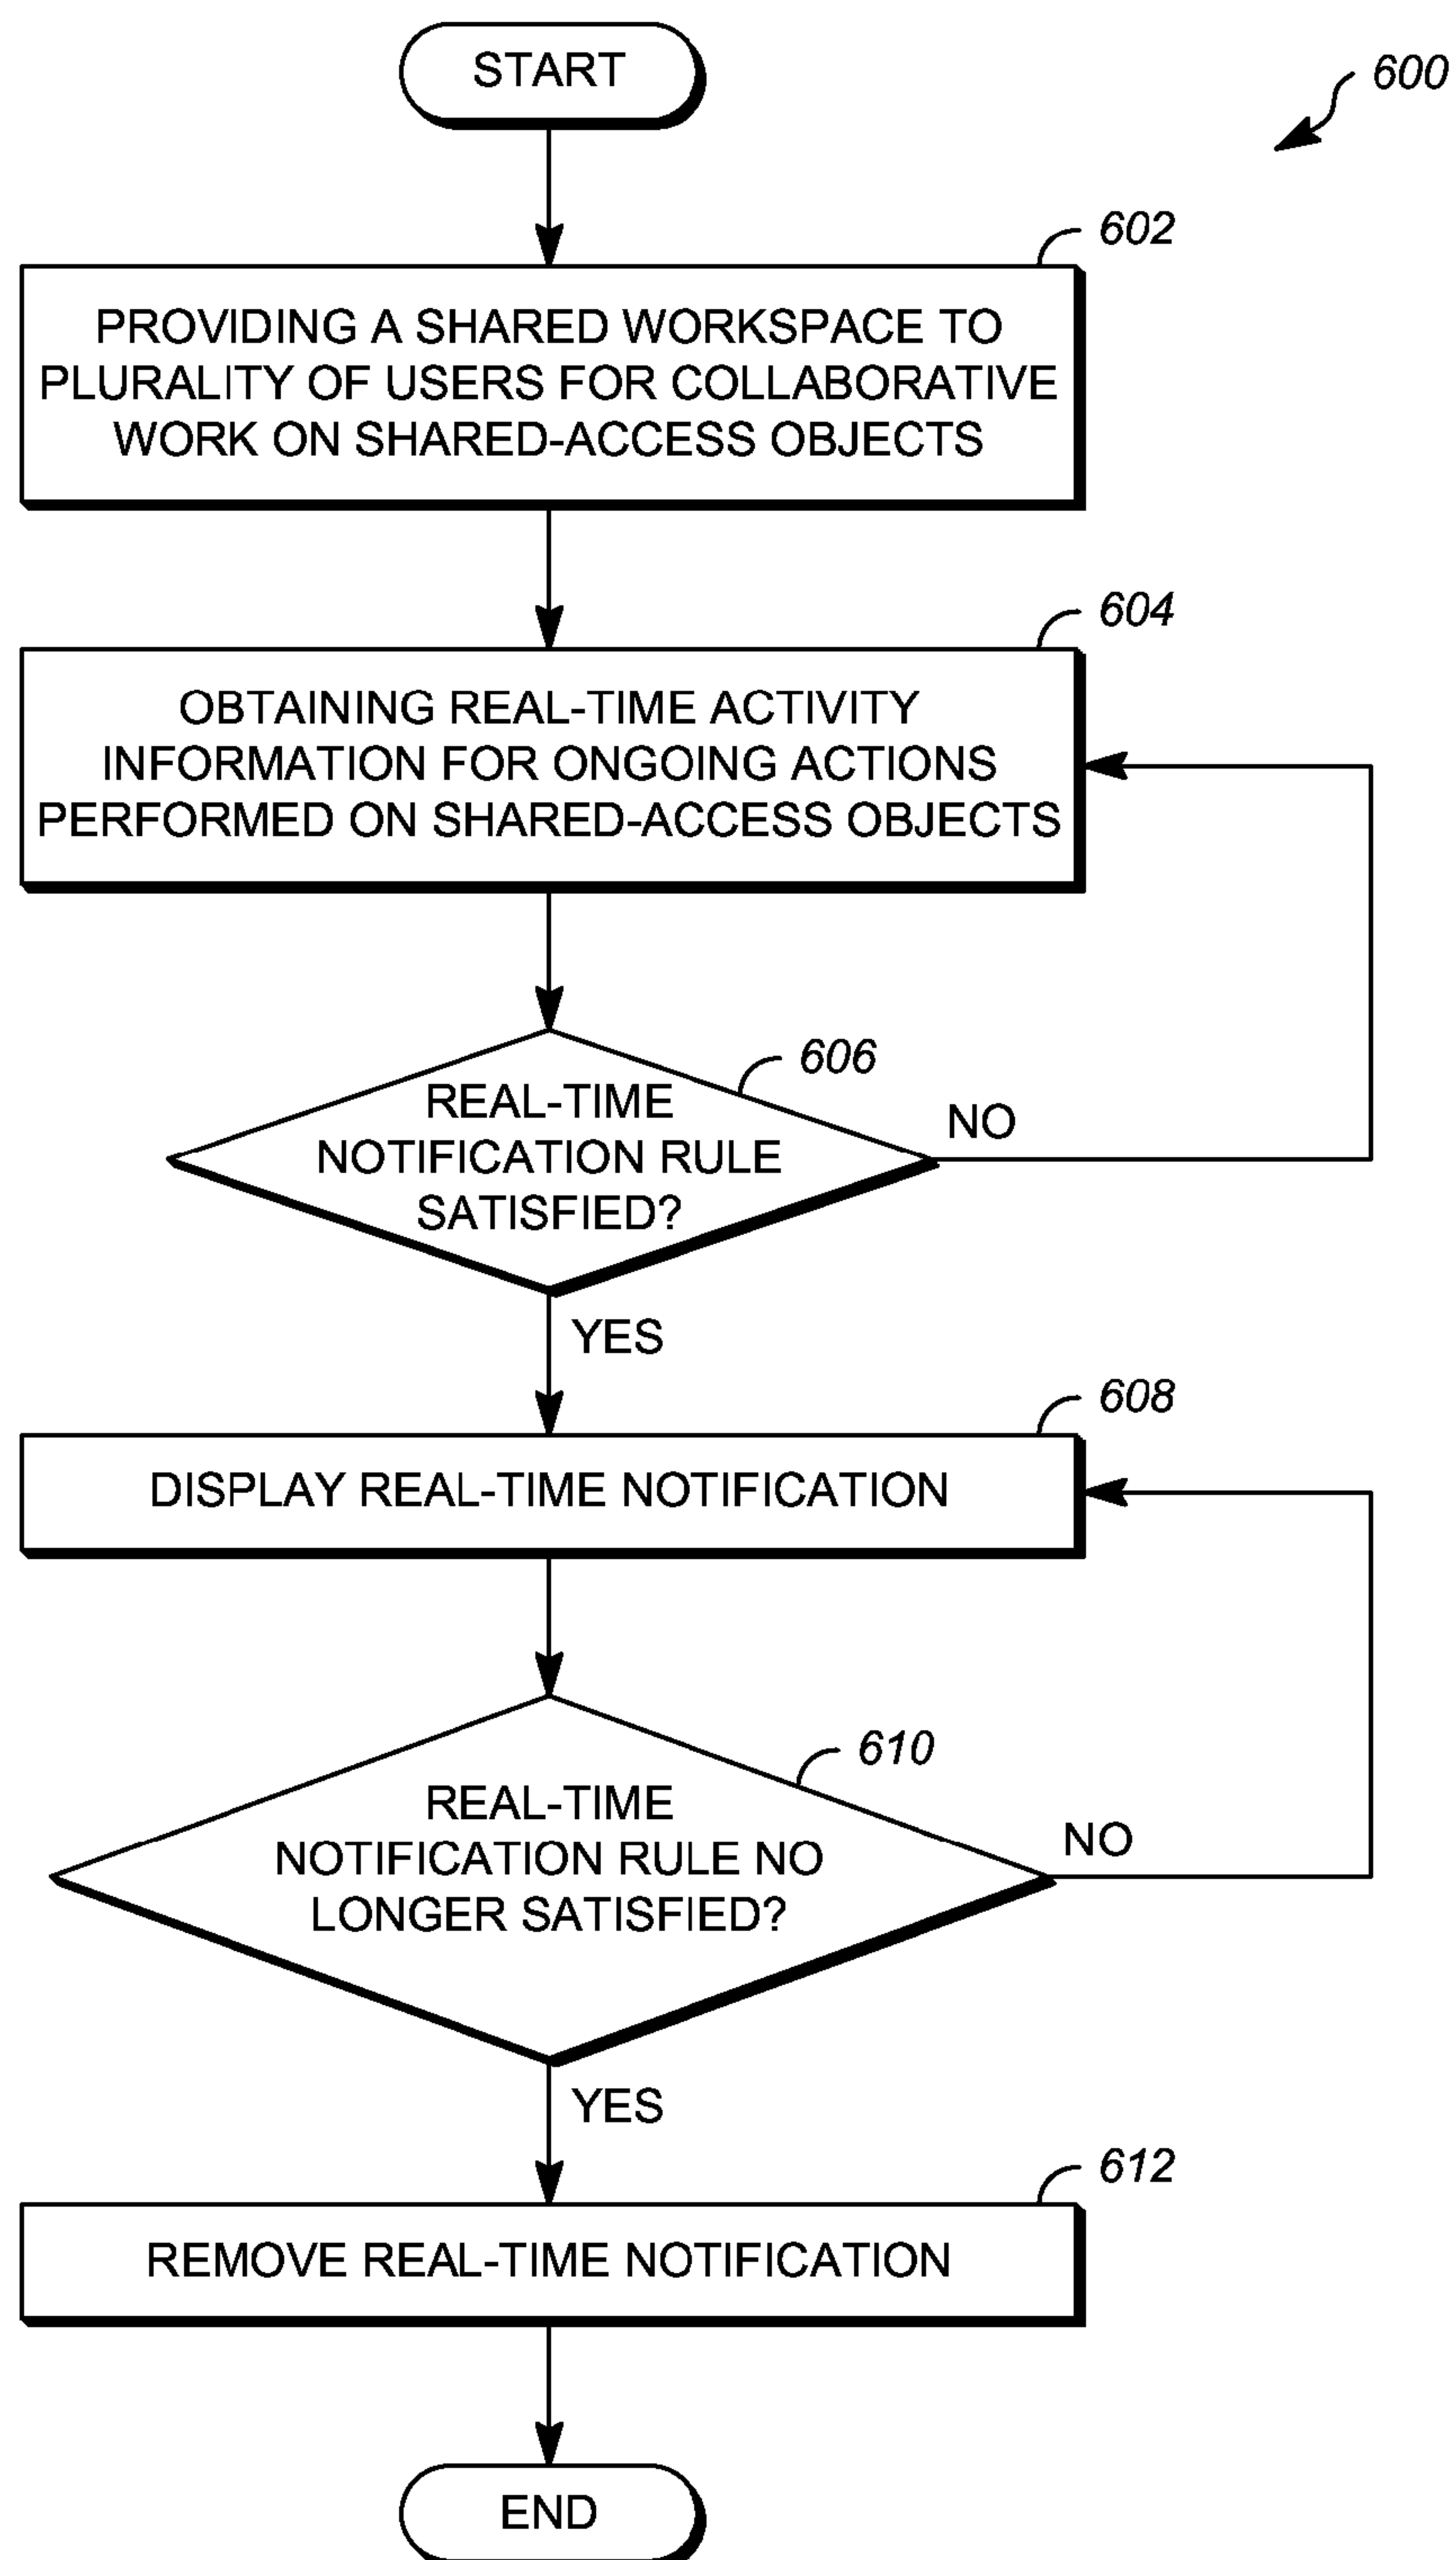 START
600
602
PROVIDING A SHARED WORKSPACE TO
PLURALITY OF USERS FOR COLLABORATIVE
WORK ON SHARED-ACCESS OBJECTS
604
OBTAINING REAL-TIME ACTIVITY
INFORMATION FOR ONGOING ACTIONS
PERFORMED ON SHARED-ACCESS OBJECTS
606
REAL-TIME
NOTIFICATION RULE
SATISFIED?
NO
YES
608
DISPLAY REAL-TIME NOTIFICATION
610
REAL-TIME
NOTIFICATION RULE NO
LONGER SATISFIED?
NO
YES
612
REMOVE REAL-TIME NOTIFICATION
END